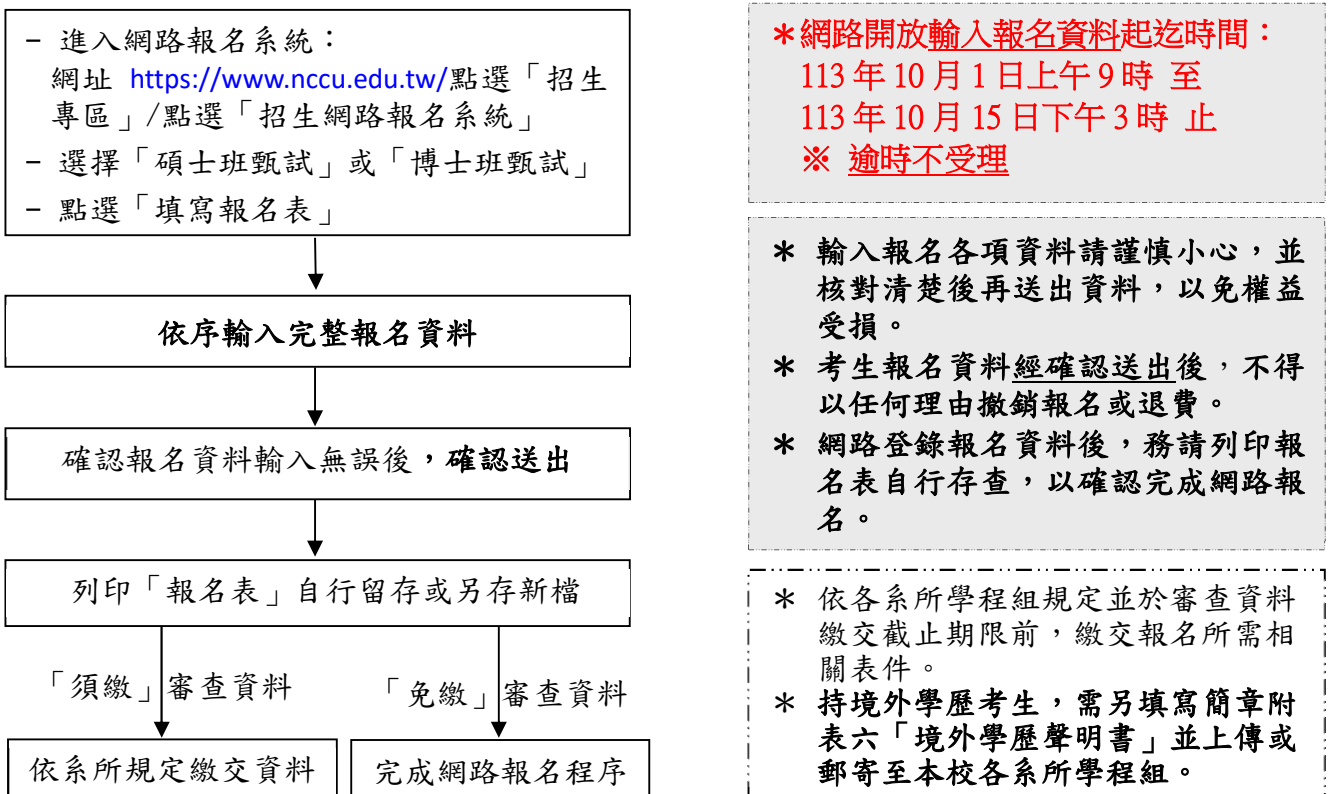 - 進入網路報名系統：
網址 https://www.nccu.edu.tw/點選「招生
專區」/點選「招生網路報名系統」
- 選擇「碩士班甄試」或「博士班甄試」
- 點選「填寫報名表」
依序輸入完整報名資料
確認報名資料輸入無誤後，確認送出
列印「報名表」自行留存或另存新檔
「須繳」審查資料
「免繳」審查資料
依系所規定繳交資料
完成網路報名程序
＊網路開放輸入報名資料起迄時間：
113 年 10 月 1 日上午 9 時 至
113 年 10 月 15 日下午 3 時 止
※ 逾時不受理
＊ 輸入報名各項資料請謹慎小心，並
核對清楚後再送出資料，以免權益
受損。
＊ 考生報名資料經確認送出後，不得
以任何理由撤銷報名或退費。
＊ 網路登錄報名資料後，務請列印報
名表自行存查，以確認完成網路報
名。
＊ 依各系所學程組規定並於審查資料
繳交截止期限前，繳交報名所需相
關表件。
＊ 持境外學歷考生，需另填寫簡章附
表六「境外學歷聲明書」並上傳或
郵寄至本校各系所學程組。